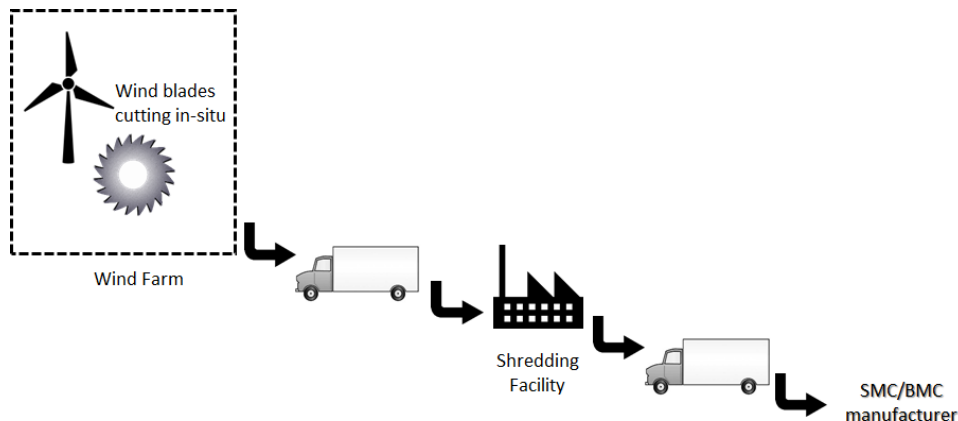 Wind blades
cutting in-situ
Wind Farm
Shredding
Facility
SMC/BMC
manufacturer